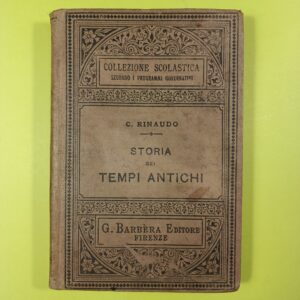 COLLEZIONE SCOLASTICA
SECONDO I PROGRAMMI GOVERNATIVI
C. RINAUDO
STORIA
DEI
TEMPI ANTICHI
G. BARBÈRA EDITORE
FIRENZE